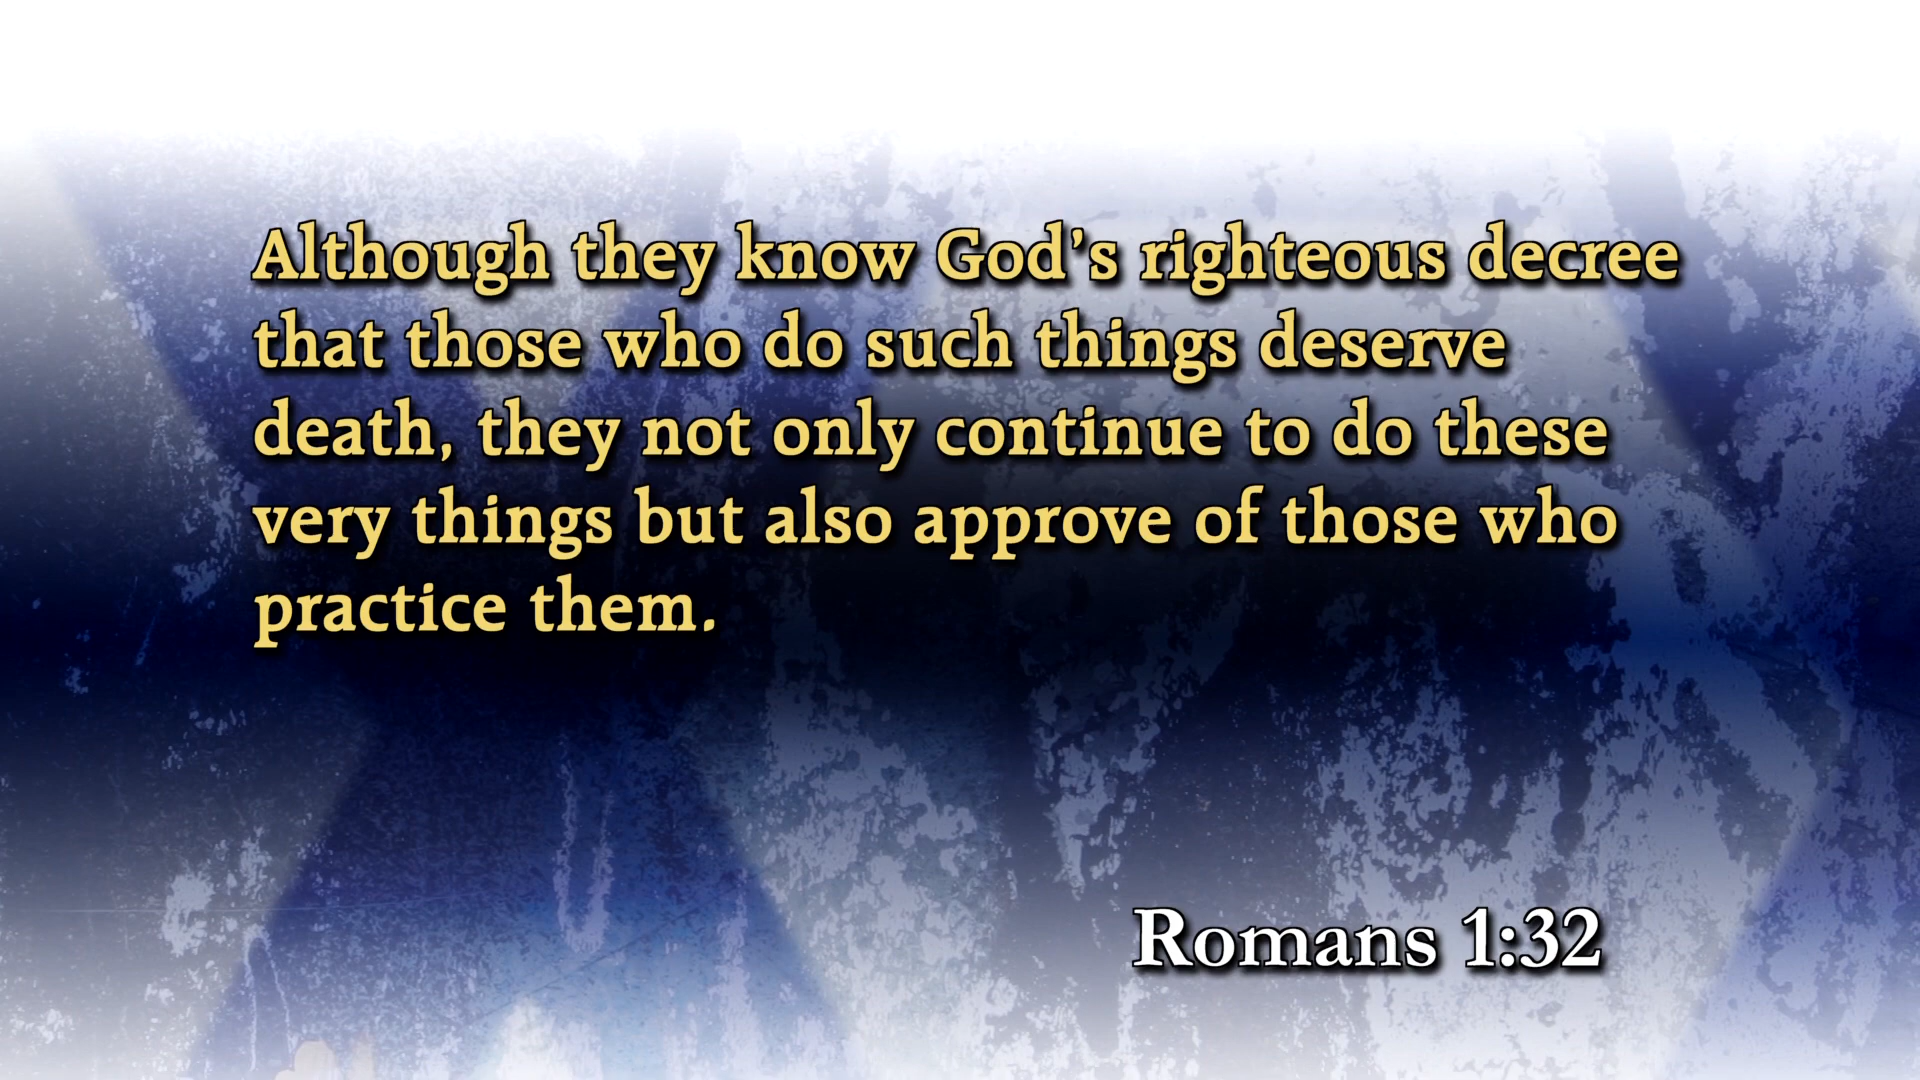 Although they know God's righteous decree
that those who do such things deserve
death, they not only continue to do these
very things but also approve of those who
practice them.
Romans 1:32